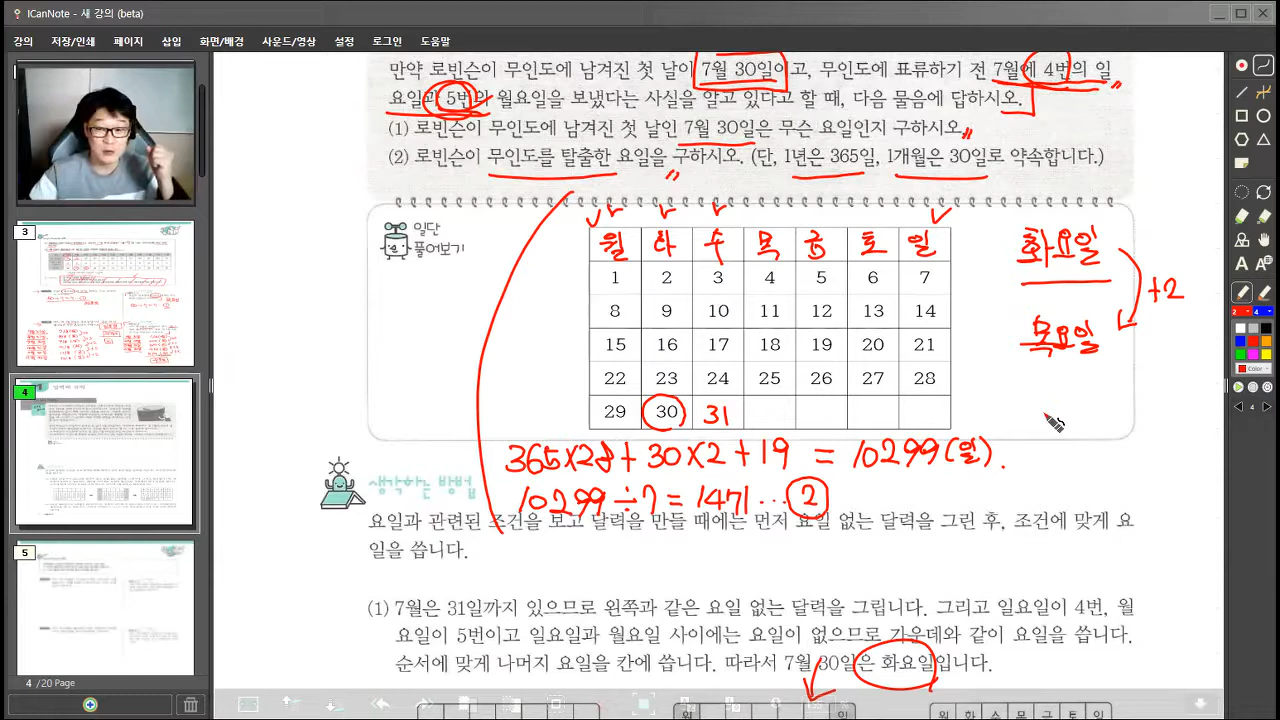 ICanNote - 새 강의 (beta)
강의 저장/인쇄 페이지 삽입 화면/배경 사운드/영상 설정 로그인 도움말
만약 로빈슨이 무인도에 남겨진 첫 날이 7월 30일이고, 무인도에 표류하기 전 7월에 4번의 일
요일과 5번의 월요일을 보냈다는 사실을 알고 있다고 할 때, 다음 물음에 답하시오.
(1) 로빈슨이 무인도에 남겨진 첫 날인 7월 30일은 무슨 요일인지 구하시오.
(2) 로빈슨이 무인도를 탈출한 요일을 구하시오. (단, 1년은 365일, 1개월은 30일로 약속합니다.)
일단
풀어보기
월 화 수 목 금 토 일
1 2 3 4 5 6 7
8 9 10 11 12 13 14
15 16 17 18 19 20 21
22 23 24 25 26 27 28
29 30 31
화요일
+2
목요일
365×28+30×2+19 = 10299(일).
10299÷7=1471…2
생각하는 방법
요일과 관련된 조건을 보고 달력을 만들 때에는 먼저 요일 없는 달력을 그린 후, 조건에 맞게 요
일을 씁니다.
(1) 7월은 31일까지 있으므로 왼쪽과 같은 요일 없는 달력을 그립니다. 그리고 일요일이 4번, 월
요일이 5번이고 일요일과 월요일 사이에는 요일이 없으므로 가운데와 같이 요일을 씁니다.
순서에 맞게 나머지 요일을 칸에 씁니다. 따라서 7월 30일은 화요일입니다.
월 일
월 화 수 목 금 토 일
3
4
5
4 / 20 Page
Color
4